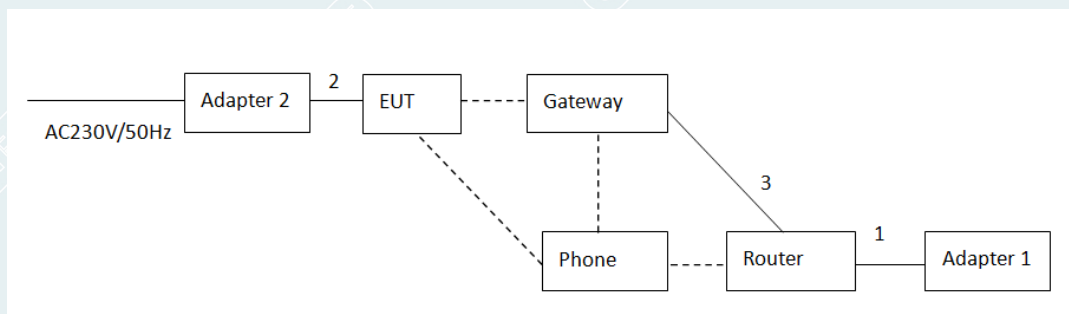 2
Adapter 2
EUT
Gateway
AC230V/50Hz
3
1
Phone
Router
Adapter 1